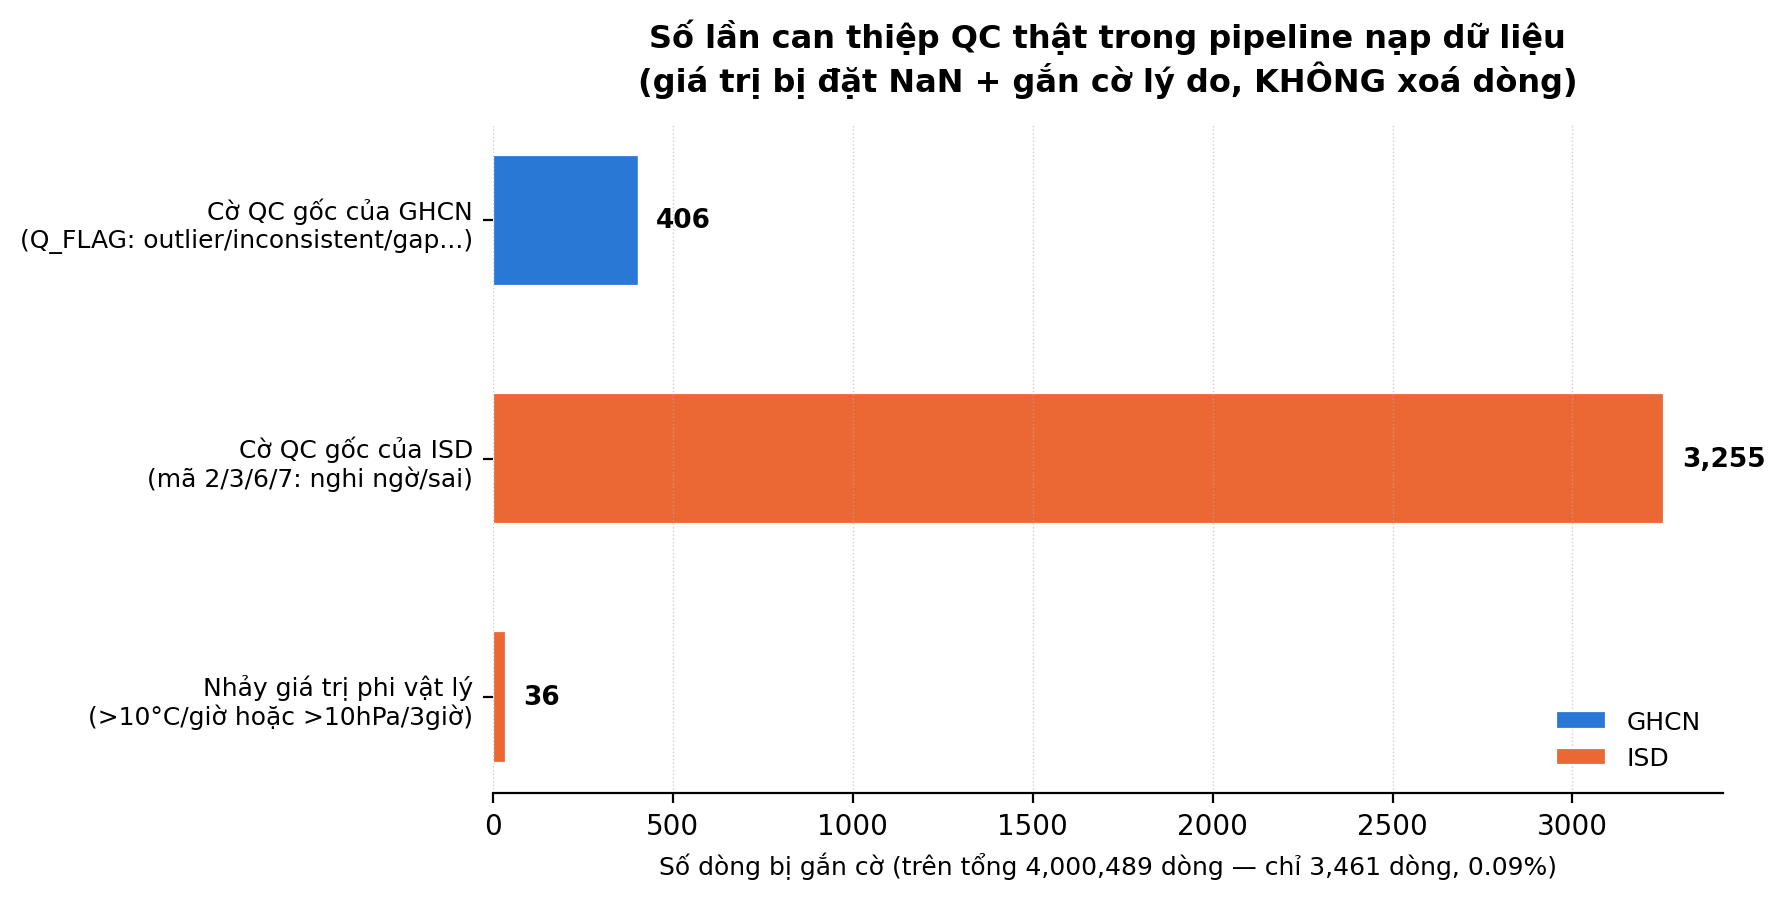 Số lần can thiệp QC thật trong pipeline nạp dữ liệu
(giá trị bị đặt NaN + gắn cờ lý do, KHÔNG xoá dòng)
Cờ QC gốc của GHCN
(Q_FLAG: outlier/inconsistent/gap...)
406
Cờ QC gốc của ISD
(mã 2/3/6/7: nghi ngờ/sai)
3,255
Nhảy giá trị phi vật lý
(>10°C/giờ hoặc >10hPa/3giờ)
36
GHCN
ISD
0 500 1000 1500 2000 2500 3000
Số dòng bị gắn cờ (trên tổng 4,000,489 dòng — chỉ 3,461 dòng, 0.09%)